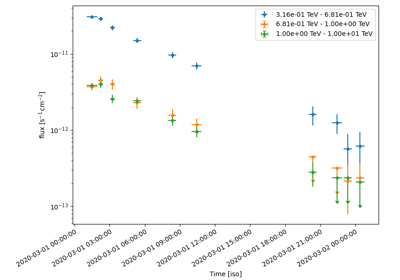 3.16e-01 TeV - 6.81e-01 TeV
6.81e-01 TeV - 1.00e+00 TeV
1.00e+00 TeV - 1.00e+01 TeV
10⁻¹¹
10⁻¹²
10⁻¹³
flux [s⁻¹cm⁻²]
2020-03-01 00:00:00
2020-03-01 03:00:00
2020-03-01 06:00:00
2020-03-01 09:00:00
2020-03-01 12:00:00
2020-03-01 15:00:00
2020-03-01 18:00:00
2020-03-01 21:00:00
2020-03-02 00:00:00
Time [iso]